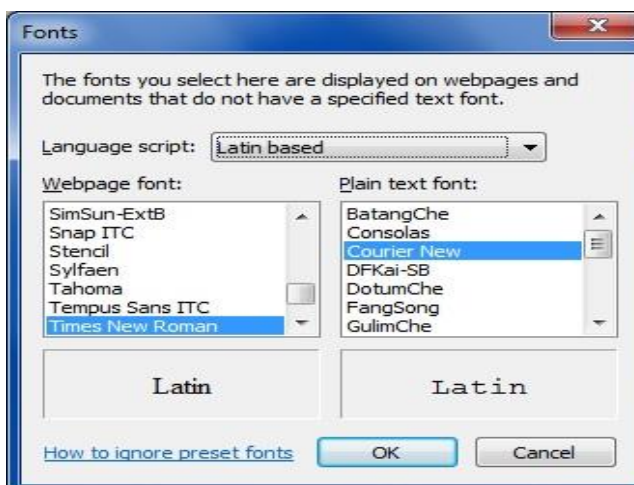 Fonts
The fonts you select here are displayed on webpages and
documents that do not have a specified text font.
Language script: Latin based
Webpage font:
SimSun-ExtB
Snap ITC
Stencil
Sylfaen
Tahoma
Tempus Sans ITC
Times New Roman
Latin
Plain text font:
BatangChe
Consolas
Courier New
DFKai-SB
DotumChe
FangSong
GulimChe
Latin
How to ignore preset fonts
OK
Cancel